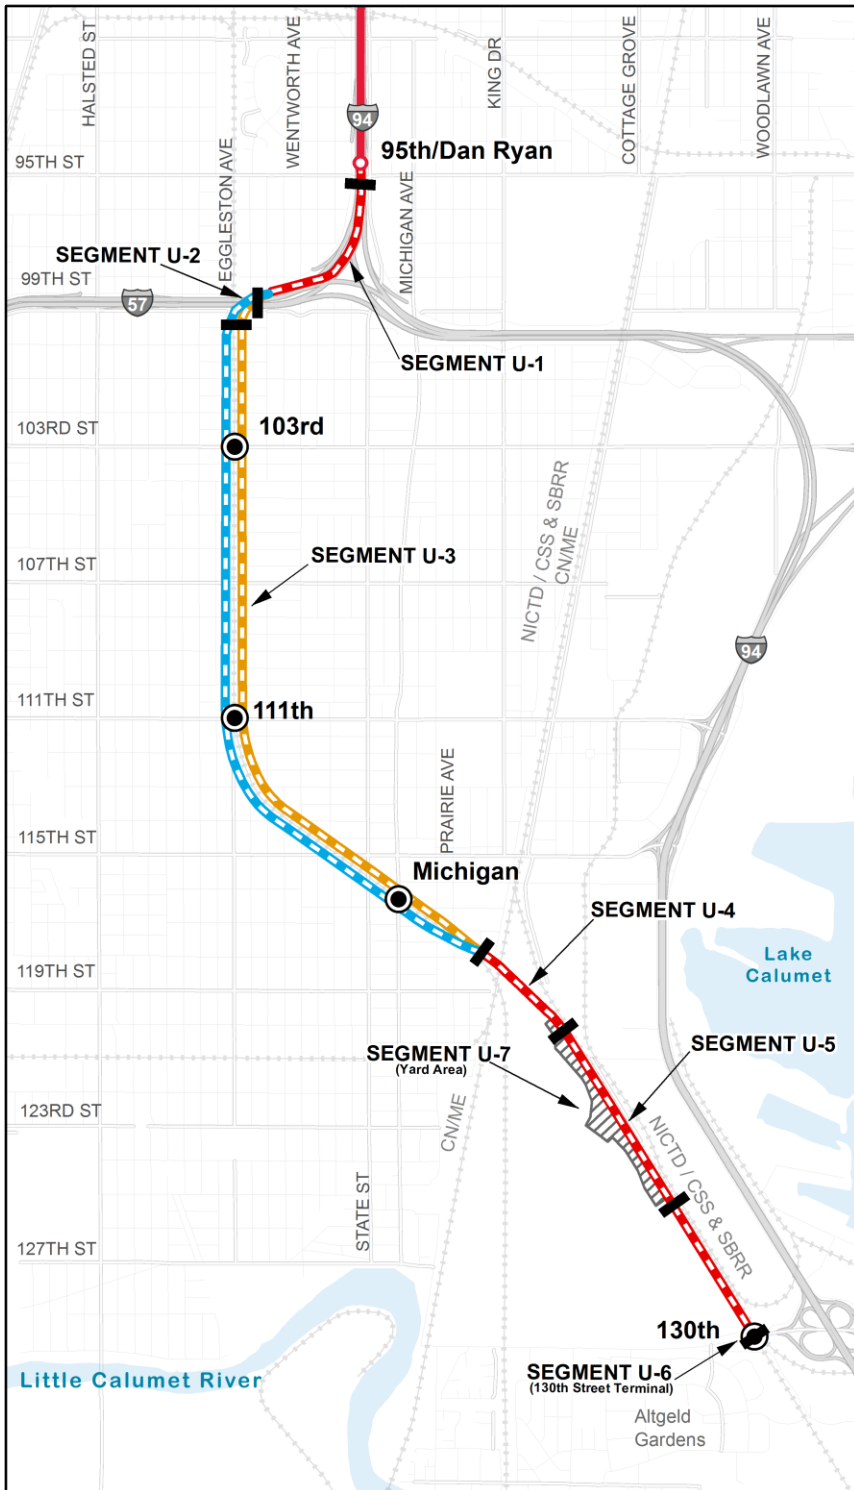 HALSTED ST
EGGLESTON AVE
WENTWORTH AVE
94
KING DR
COTTAGE GROVE
WOODLAWN AVE
95th/Dan Ryan
95TH ST
MICHIGAN AVE
SEGMENT U-2
99TH ST
57
SEGMENT U-1
103rd
103RD ST
NICTD / CSS & SBRR
CN/ME
SEGMENT U-3
107TH ST
94
111th
111TH ST
PRAIRIE AVE
115TH ST
Michigan
SEGMENT U-4
Lake
Calumet
119TH ST
SEGMENT U-5
SEGMENT U-7
(Yard Area)
123RD ST
CN/ME
NICTD / CSS & SBRR
STATE ST
127TH ST
130th
SEGMENT U-6
(130th Street Terminal)
Little Calumet River
Altgeld
Gardens